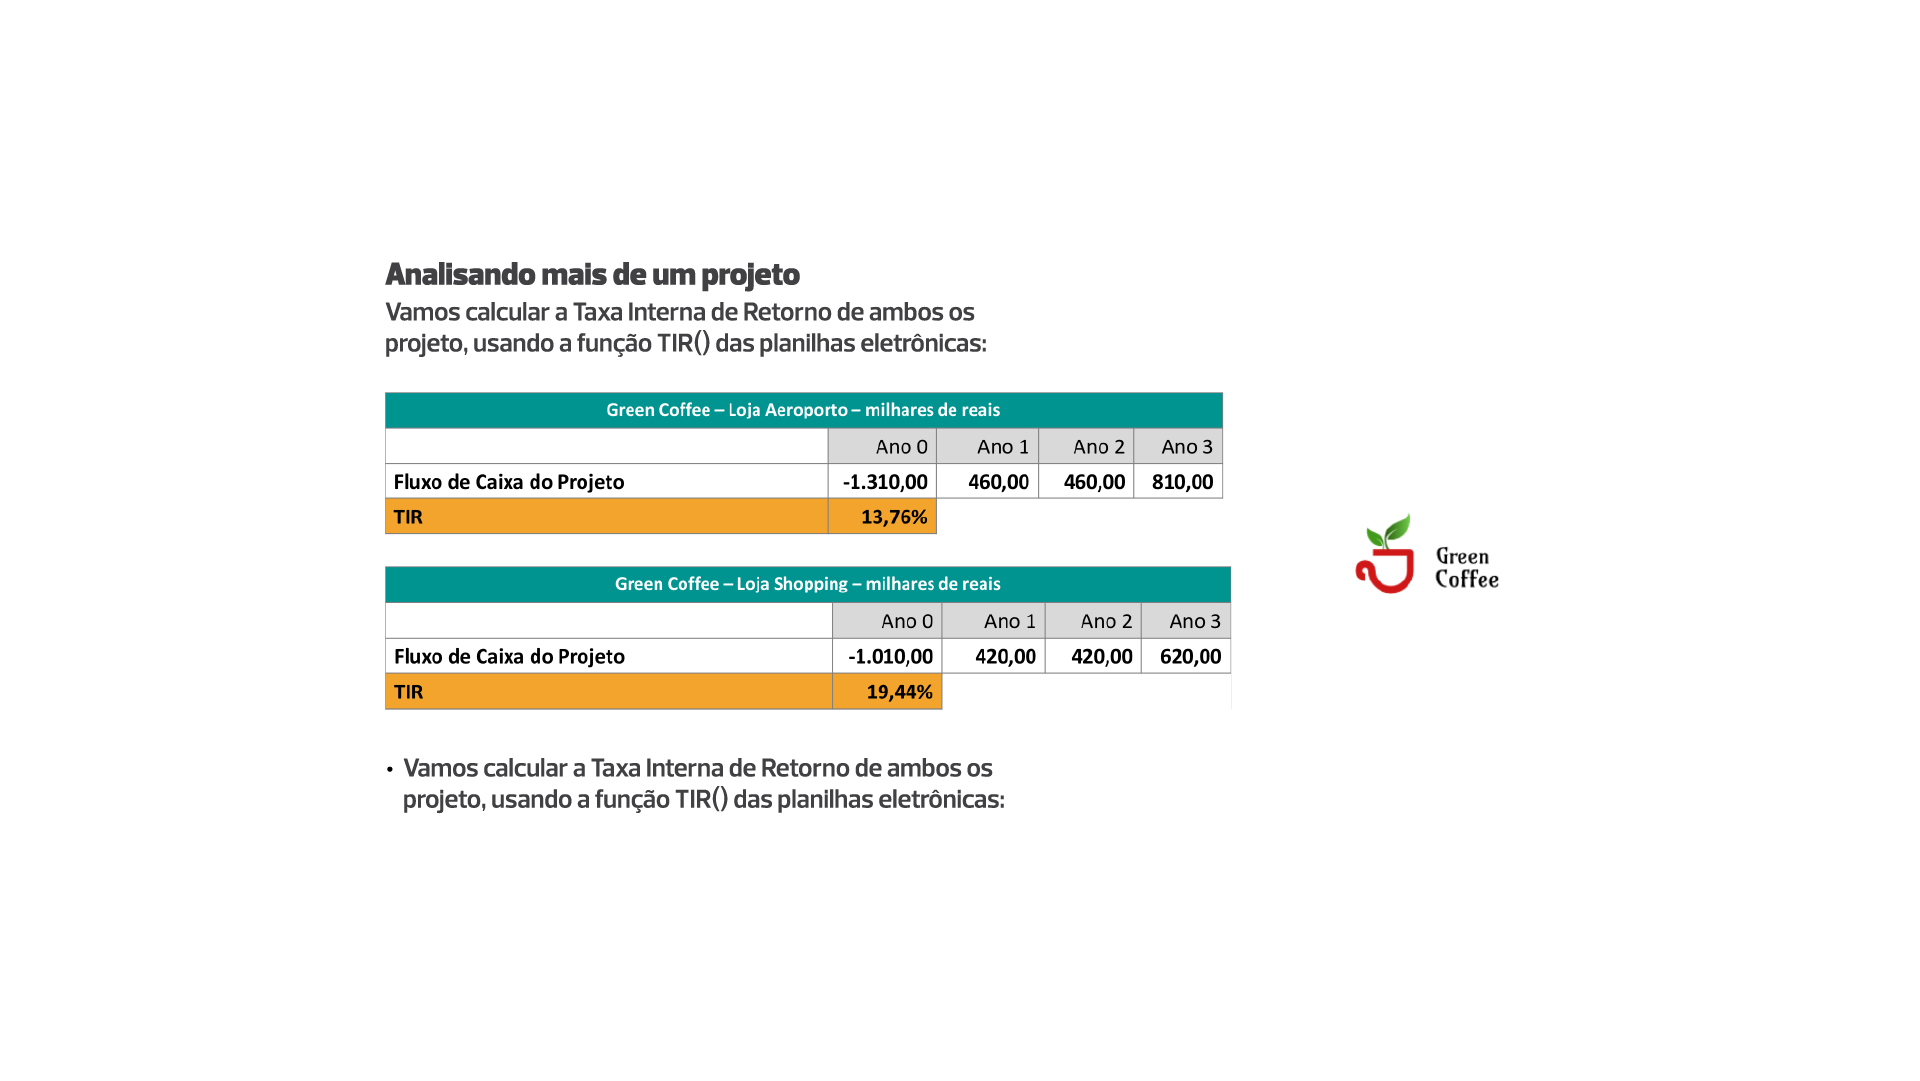 Analisando mais de um projeto
Vamos calcular a Taxa Interna de Retorno de ambos os
projeto, usando a função TIR() das planilhas eletrônicas:
Green Coffee – Loja Aeroporto – milhares de reais
Ano 0 Ano 1 Ano 2 Ano 3
Fluxo de Caixa do Projeto -1.310,00 460,00 460,00 810,00
TIR 13,76%
Green Coffee – Loja Shopping – milhares de reais
Ano 0 Ano 1 Ano 2 Ano 3
Fluxo de Caixa do Projeto -1.010,00 420,00 420,00 620,00
TIR 19,44%
Green
Coffee
• Vamos calcular a Taxa Interna de Retorno de ambos os
projeto, usando a função TIR() das planilhas eletrônicas: